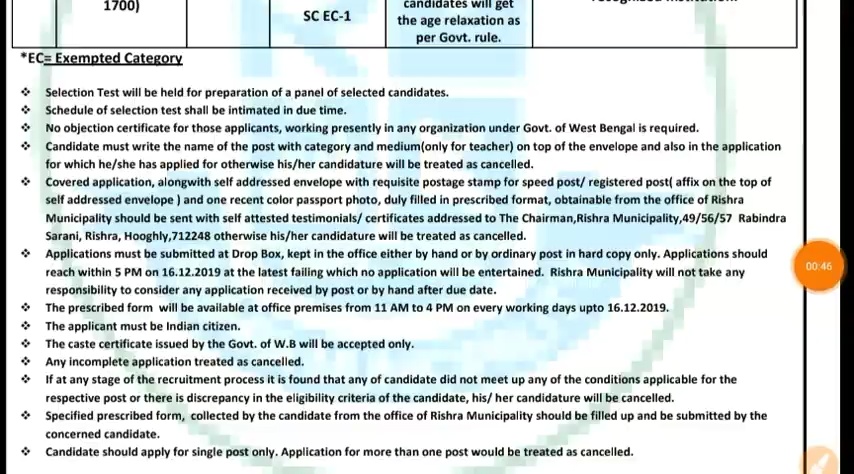 1700)
SC EC-1
candidates will get
the age relaxation as
per Govt. rule.
*EC= Exempted Category
❖ Selection Test will be held for preparation of a panel of selected candidates.
❖ Schedule of selection test shall be intimated in due time.
❖ No objection certificate for those applicants, working presently in any organization under Govt. of West Bengal is required.
❖ Candidate must write the name of the post with category and medium(only for teacher) on top of the envelope and also in the application
for which he/she has applied for otherwise his/her candidature will be treated as cancelled.
❖ Covered application, alongwith self addressed envelope with requisite postage stamp for speed post/ registered post( affix on the top of
self addressed envelope ) and one recent color passport photo, duly filled in prescribed format, obtainable from the office of Rishra
Municipality should be sent with self attested testimonials/ certificates addressed to The Chairman,Rishra Municipality,49/56/57 Rabindra
Sarani, Rishra, Hooghly,712248 otherwise his/her candidature will be treated as cancelled.
❖ Applications must be submitted at Drop Box, kept in the office either by hand or by ordinary post in hard copy only. Applications should
reach within 5 PM on 16.12.2019 at the latest failing which no application will be entertained. Rishra Municipality will not take any
responsibility to consider any application received by post or by hand after due date.
00:46
❖ The prescribed form will be available at office premises from 11 AM to 4 PM on every working days upto 16.12.2019.
❖ The applicant must be Indian citizen.
❖ The caste certificate issued by the Govt. of W.B will be accepted only.
❖ Any incomplete application treated as cancelled.
❖ If at any stage of the recruitment process it is found that any of candidate did not meet up any of the conditions applicable for the
respective post or there is discrepancy in the eligibility criteria of the candidate, his/ her candidature will be cancelled.
❖ Specified prescribed form, collected by the candidate from the office of Rishra Municipality should be filled up and be submitted by the
concerned candidate.
❖ Candidate should apply for single post only. Application for more than one post would be treated as cancelled.